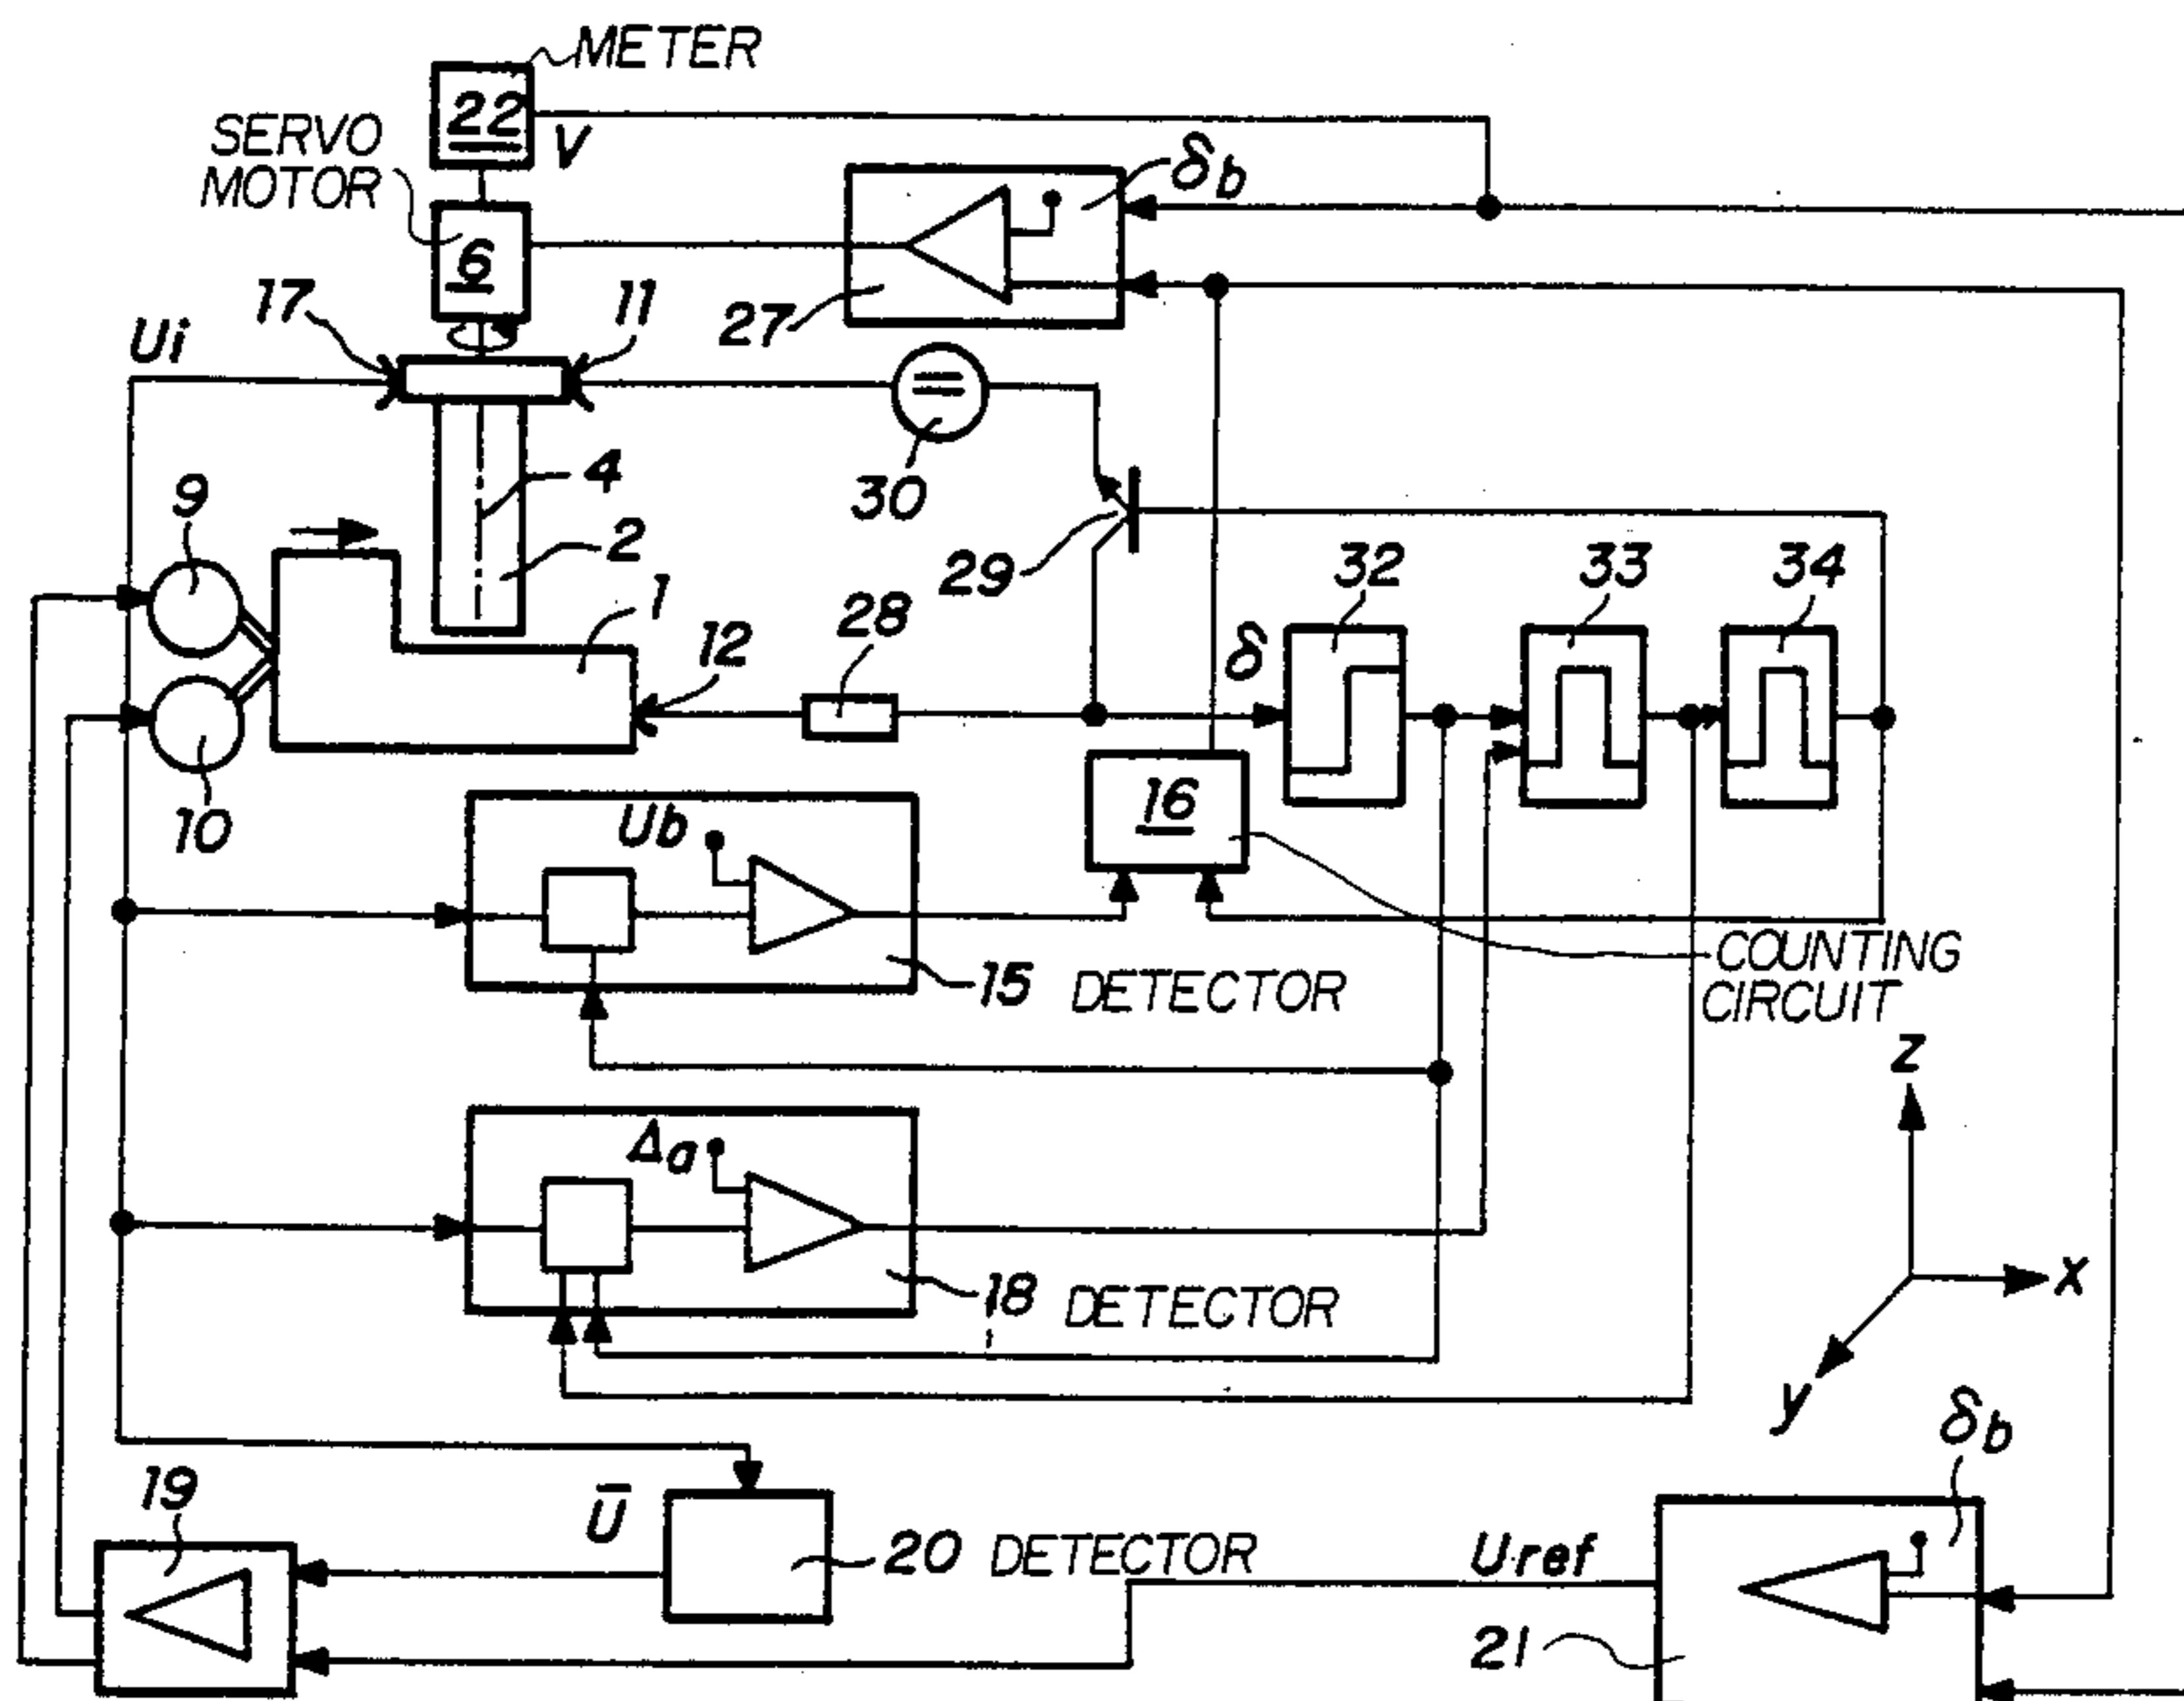 METER
22
V
SERVO
MOTOR
δb
6
17
11
27
Ui
30
4
9
2
29
32
33
34
1
12
28
δ
10
16
Ub
15 DETECTOR
COUNTING
CIRCUIT
Z
Δa
18 DETECTOR
X
y
δb
19
U̅
20 DETECTOR
U.ref
21